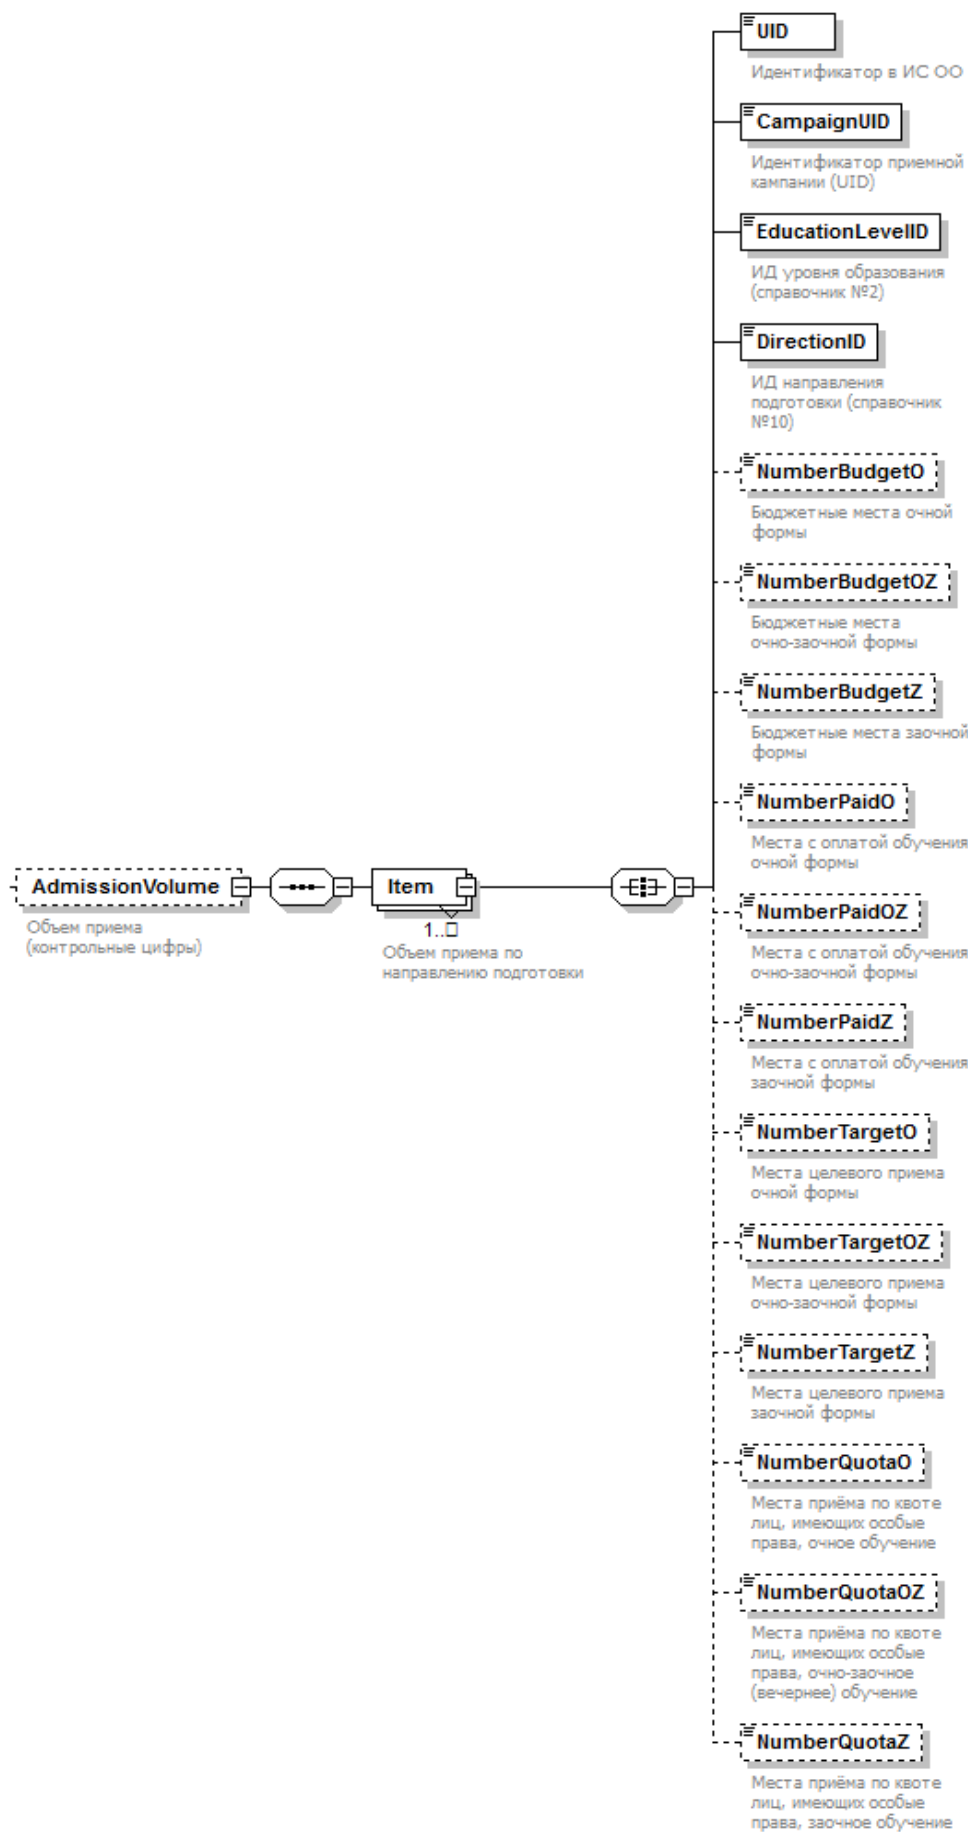 AdmissionVolume
Объем приема
(контрольные цифры)
Item
1..□
Объем приема по
направлению подготовки
UID
Идентификатор в ИС ОО
CampaignUID
Идентификатор приемной
кампании (UID)
EducationLevelID
ИД уровня образования
(справочник №2)
DirectionID
ИД направления
подготовки (справочник
№10)
NumberBudgetO
Бюджетные места очной
формы
NumberBudgetOZ
Бюджетные места
очно-заочной формы
NumberBudgetZ
Бюджетные места заочной
формы
NumberPaidO
Места с оплатой обучения
очной формы
NumberPaidOZ
Места с оплатой обучения
очно-заочной формы
NumberPaidZ
Места с оплатой обучения
заочной формы
NumberTargetO
Места целевого приема
очной формы
NumberTargetOZ
Места целевого приема
очно-заочной формы
NumberTargetZ
Места целевого приема
заочной формы
NumberQuotaO
Места приёма по квоте
лиц, имеющих особые
права, очное обучение
NumberQuotaOZ
Места приёма по квоте
лиц, имеющих особые
права, очно-заочное
(вечернее) обучение
NumberQuotaZ
Места приёма по квоте
лиц, имеющих особые
права, заочное обучение